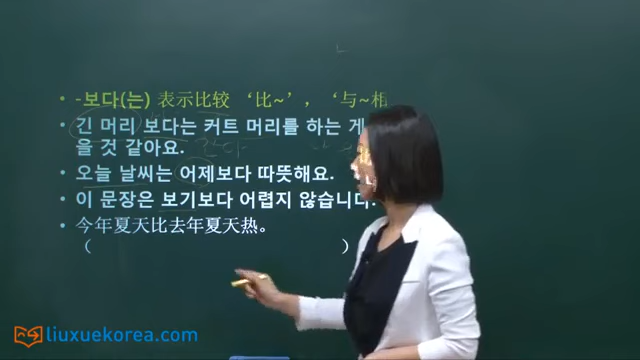 • -보다(는) 表示比较 ‘比~’，‘与~相
• 긴 머리 보다는 커트 머리를 하는 게
을 것 같아요.
• 오늘 날씨는 어제보다 따뜻해요.
• 이 문장은 보기보다 어렵지 않습니다.
• 今年夏天比去年夏天热。
（ ）
liuxuekorea.com